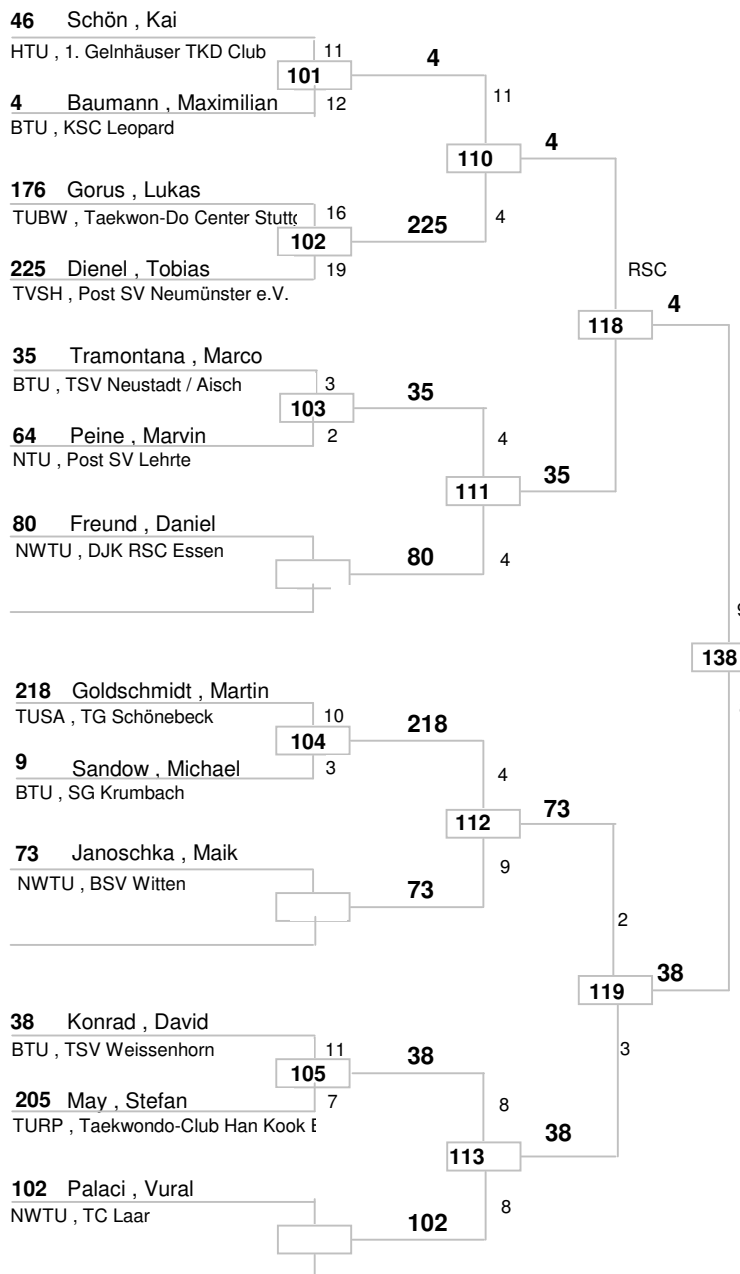 46 Schön , Kai
HTU , 1. Gelnhäuser TKD Club
11
4
101
4 Baumann , Maximilian
12
11
BTU , KSC Leopard
4
110
176 Gorus , Lukas
TUBW , Taekwon-Do Center
16
225
4
102
225 Dienel , Tobias
19
RSC
TVSH , Post SV Neumünster e.V.
4
118
35 Tramontana , Marco
BTU , TSV Neustadt / Aisch
3
35
103
64 Peine , Marvin
2
4
NTU , Post SV Lehrte
35
111
80 Freund , Daniel
NWTU , DJK RSC Essen
80
4
138
218 Goldschmidt , Martin
TUSA , TG Schönebeck
10
218
104
9 Sandow , Michael
3
4
BTU , SG Krumbach
73
112
73 Janoschka , Maik
NWTU , BSV Witten
73
9
2
38
119
38 Konrad , David
BTU , TSV Weissenhorn
11
38
3
105
205 May , Stefan
7
8
TURP , Taekwondo-Club Han Kook
38
113
102 Palaci , Vural
NWTU , TC Laar
102
8